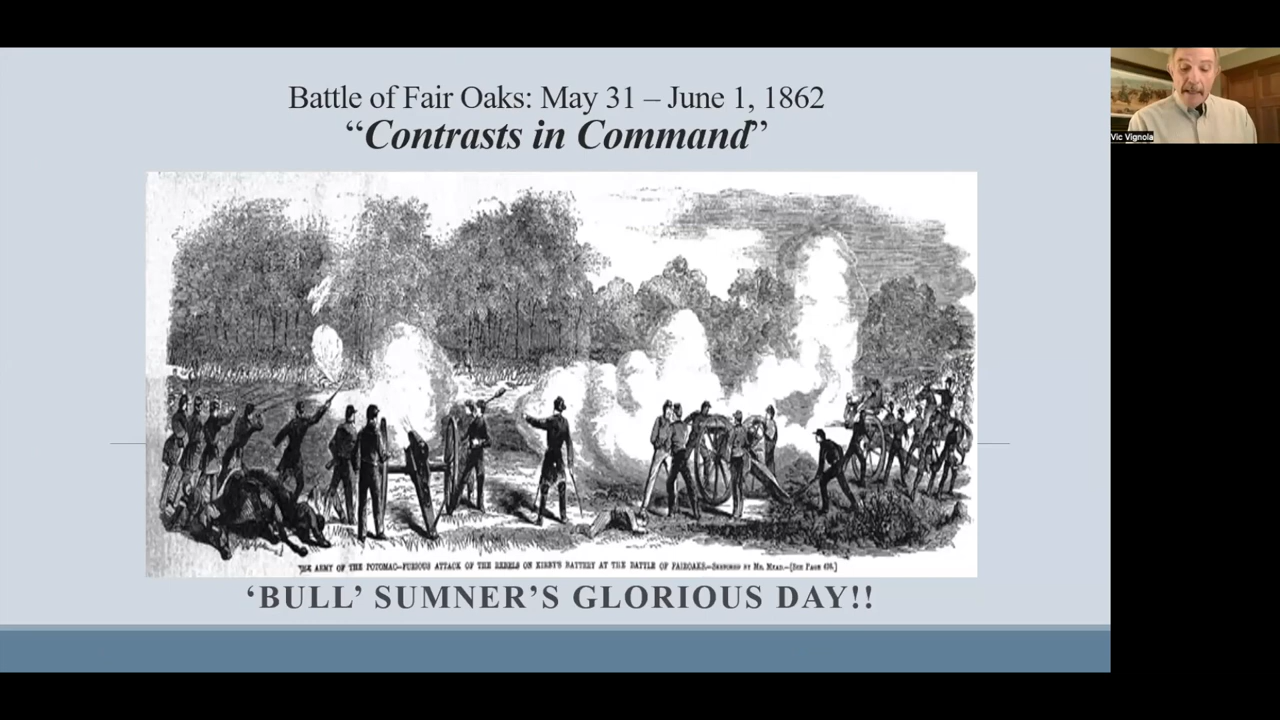 Battle of Fair Oaks: May 31 – June 1, 1862
“Contrasts in Command”
THE ARMY OF THE POTOMAC—FURIOUS ATTACK OF THE REBELS ON KIRBY'S BATTERY AT THE BATTLE OF FAIROAKS.—SKETCHED BY MR. MEAD.—[SEE PAGE
‘BULL’ SUMNER’S GLORIOUS DAY!!
Vic Vignola